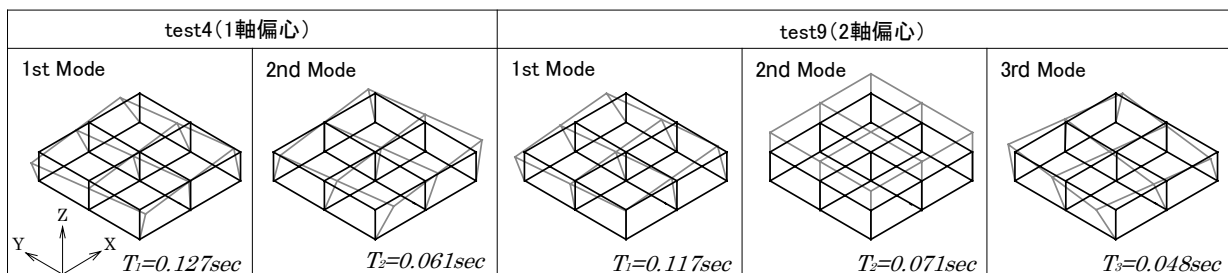 test4(1軸偏心)
test9(2軸偏心)
1st Mode
2nd Mode
1st Mode
2nd Mode
3rd Mode
Z
Y
X
T1=0.127sec
T2=0.061sec
T1=0.117sec
T2=0.071sec
T3=0.048sec